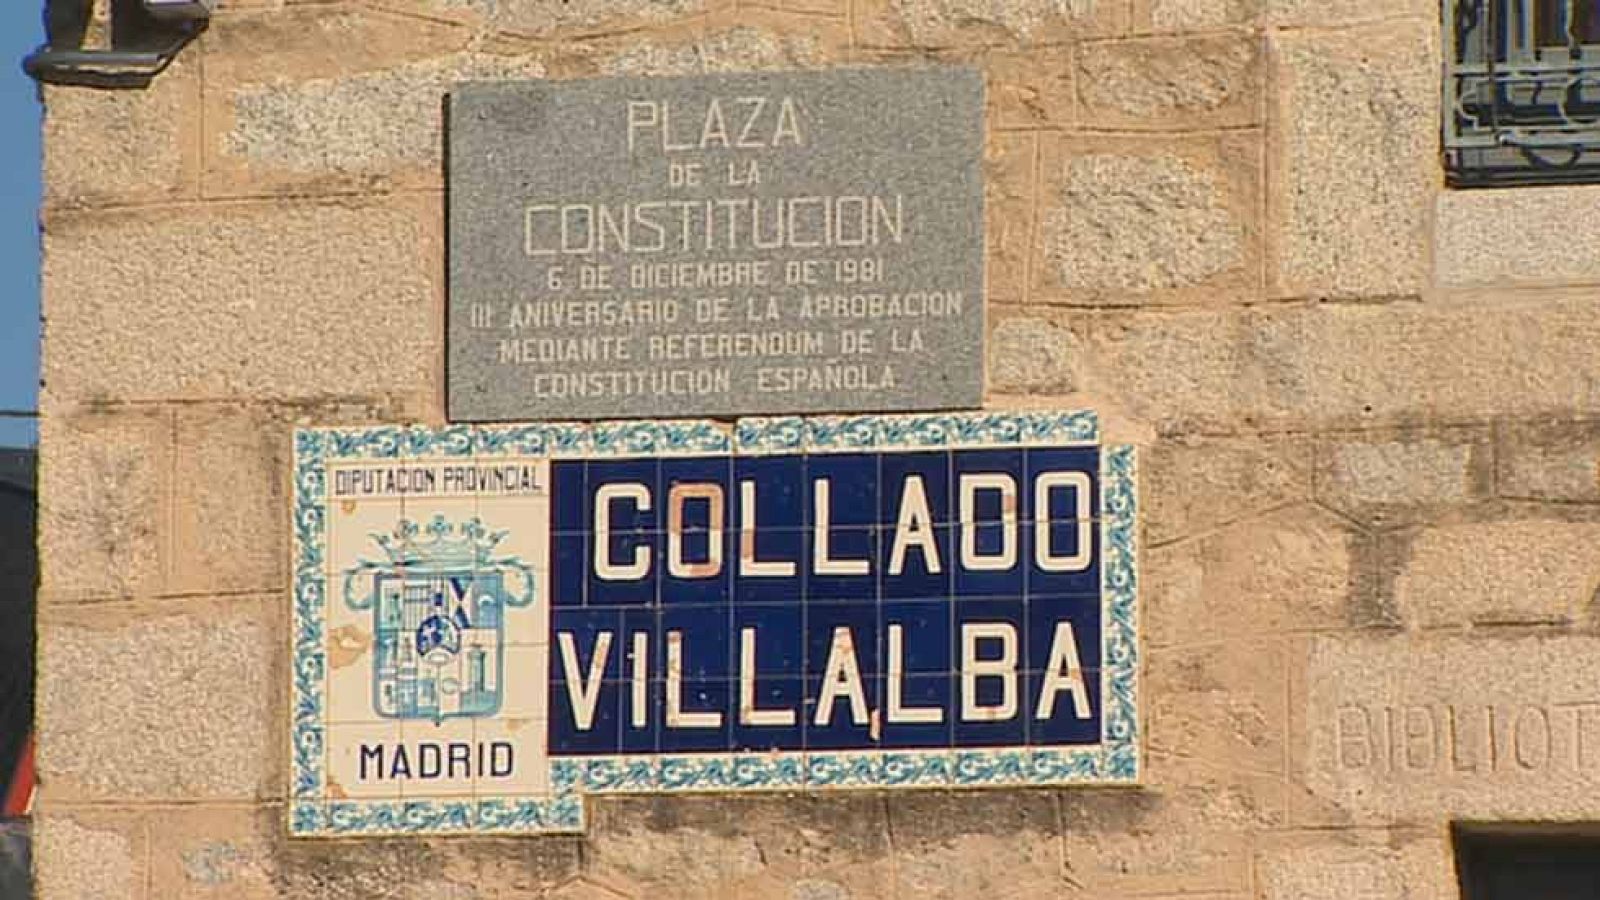 PLAZA
DE LA
CONSTITUCION
6 DE DICIEMBRE DE 1981
III ANIVERSARIO DE LA APROBACION
MEDIANTE REFERENDUM DE LA
CONSTITUCION ESPAÑOLA
DIPUTACION PROVINCIAL
MADRID
COLLADO
VILLALBA
BIBLIOT